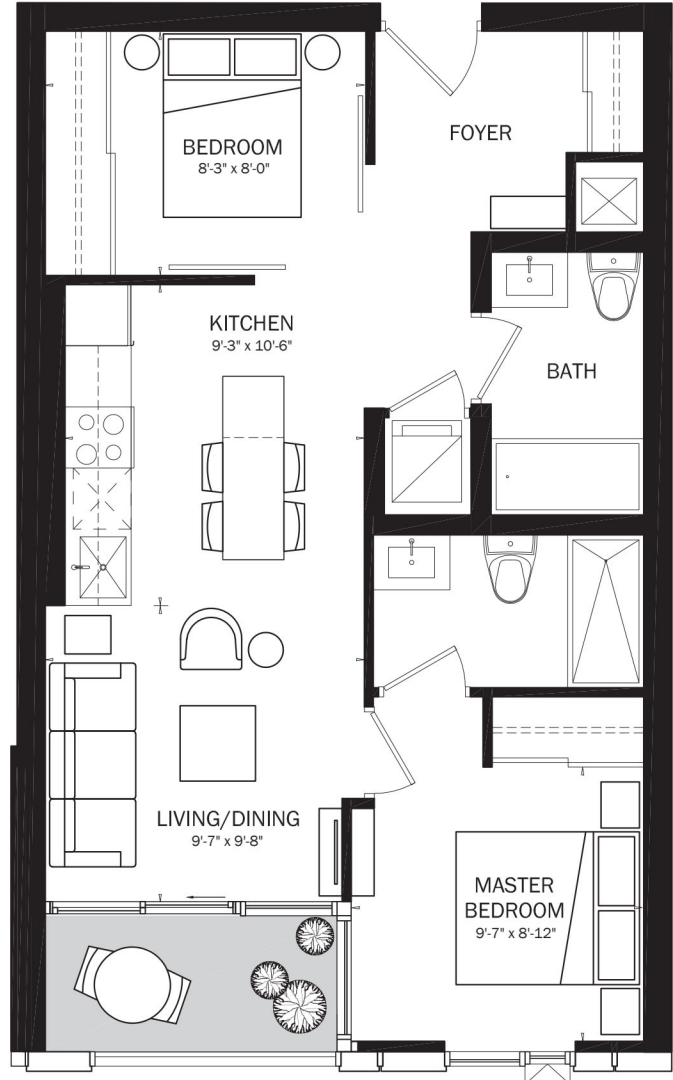 BEDROOM
8'-3" x 8'-0"
FOYER
KITCHEN
9'-3" x 10'-6"
BATH
LIVING/DINING
9'-7" x 9'-8"
MASTER
BEDROOM
9'-7" x 8'-12"